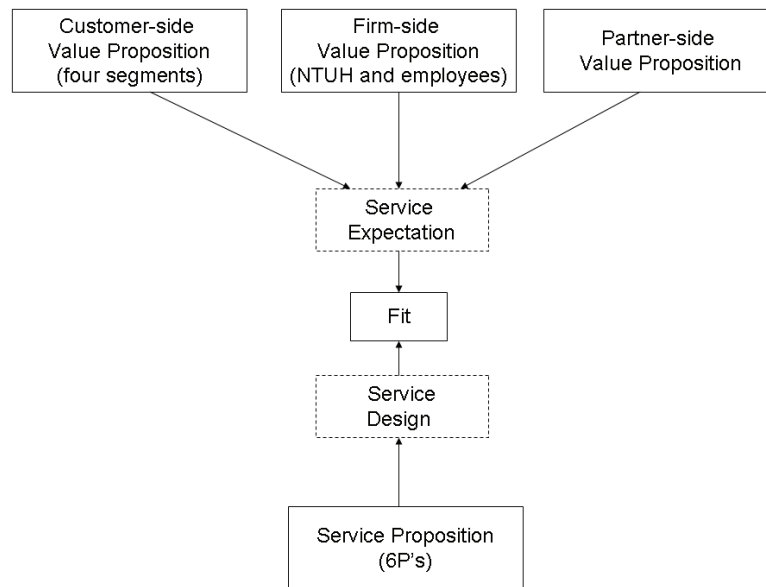 Customer-side
Value Proposition
(four segments)
Firm-side
Value Proposition
(NTUH and employees)
Partner-side
Value Proposition
Service
Expectation
Fit
Service
Design
Service Proposition
(6P's)